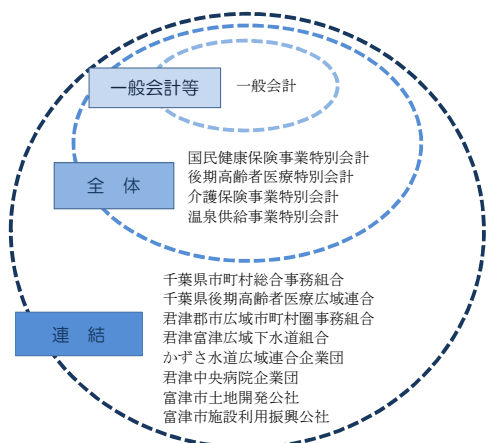 一般会計等
一般会計
国民健康保険事業特別会計
後期高齢者医療特別会計
全 体
介護保険事業特別会計
温泉供給事業特別会計
千葉県市町村総合事務組合
千葉県後期高齢者医療広域連合
君津郡市広域市町村圏事務組合
連 結
君津富津広域下水道組合
かずさ水道広域連合企業団
君津中央病院企業団
富津市土地開発公社
富津市施設利用振興公社